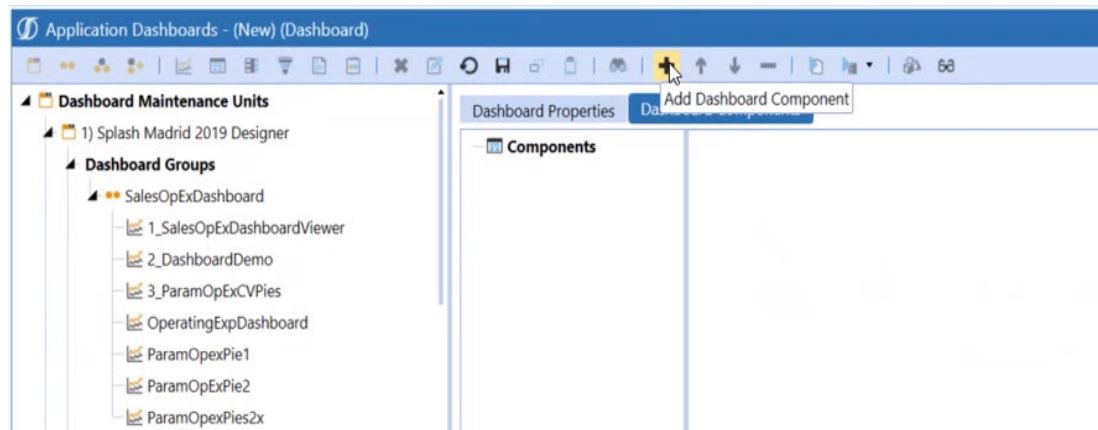 Application Dashboards - (New) (Dashboard)
Dashboard Maintenance Units
1) Splash Madrid 2019 Designer
Dashboard Groups
SalesOpExDashboard
1_SalesOpExDashboardViewer
2_DashboardDemo
3_ParamOpExCVPies
OperatingExpDashboard
ParamOpexPie1
ParamOpExPie2
ParamOpexPies2x
Dashboard Properties
Add Dashboard Component
Components